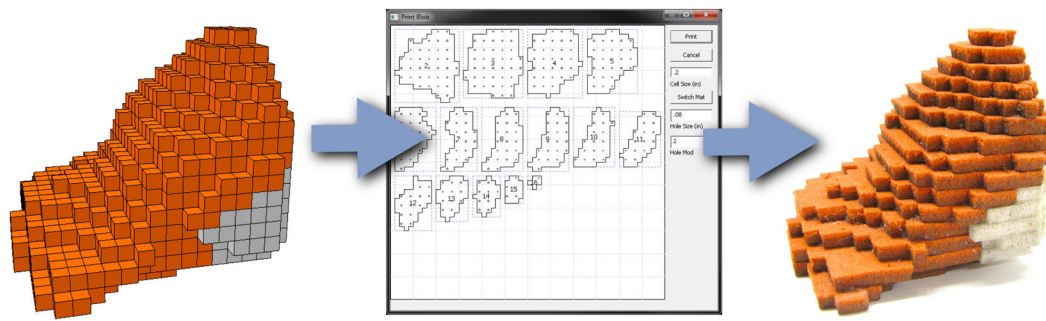 Print Blob
2
3
4
5
7
8
9
10
11
12
13
14
15
Print
Cancel
.2
Cell Size (in)
Switch Mat
.08
Hole Size (in)
2
Hole Mod